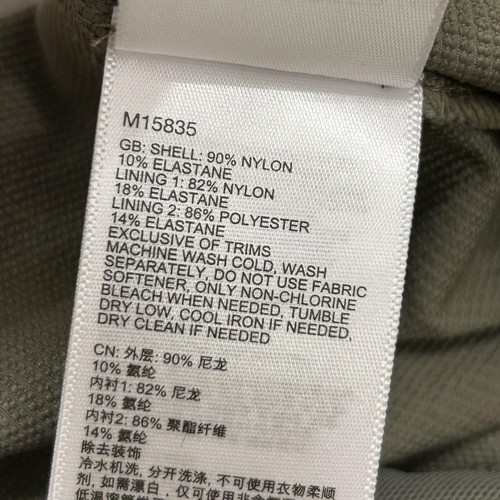 M15835
GB: SHELL: 90% NYLON
10% ELASTANE
LINING 1: 82% NYLON
18% ELASTANE
LINING 2: 86% POLYESTER
14% ELASTANE
EXCLUSIVE OF TRIMS
MACHINE WASH COLD, WASH
SEPARATELY, DO NOT USE FABRIC
SOFTENER, ONLY NON-CHLORINE
BLEACH WHEN NEEDED, TUMBLE
DRY LOW, COOL IRON IF NEEDED,
DRY CLEAN IF NEEDED
CN: 外层: 90% 尼龙
10% 氨纶
内衬1: 82% 尼龙
18% 氨纶
内衬2: 86% 聚酯纤维
14% 氨纶
除去装饰
冷水机洗, 分开洗涤, 不可使用衣物柔顺
剂, 如需漂白, 仅可使用非含氯